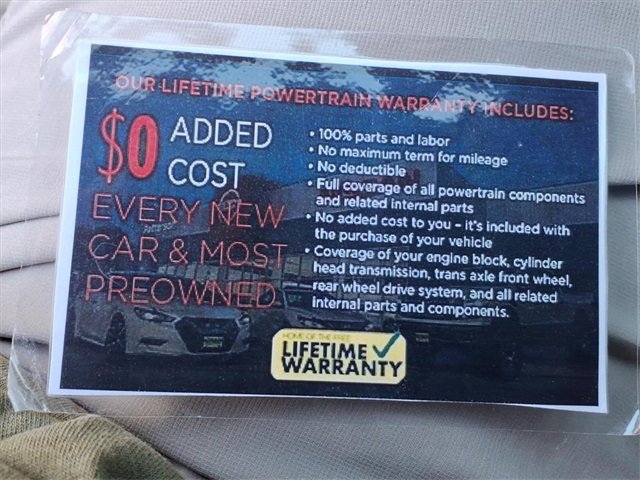 OUR LIFETIME POWERTRAIN WARRANTY INCLUDES:
$0 ADDED
COST
EVERY NEW
CAR & MOST
PREOWNED
• 100% parts and labor
• No maximum term for mileage
• No deductible
• Full coverage of all powertrain components
and related internal parts
• No added cost to you – it's included with
the purchase of your vehicle
• Coverage of your engine block, cylinder
head transmission, trans axle front wheel,
rear wheel drive system, and all related
internal parts and components.
HOME OF THE FREE
LIFETIME
WARRANTY